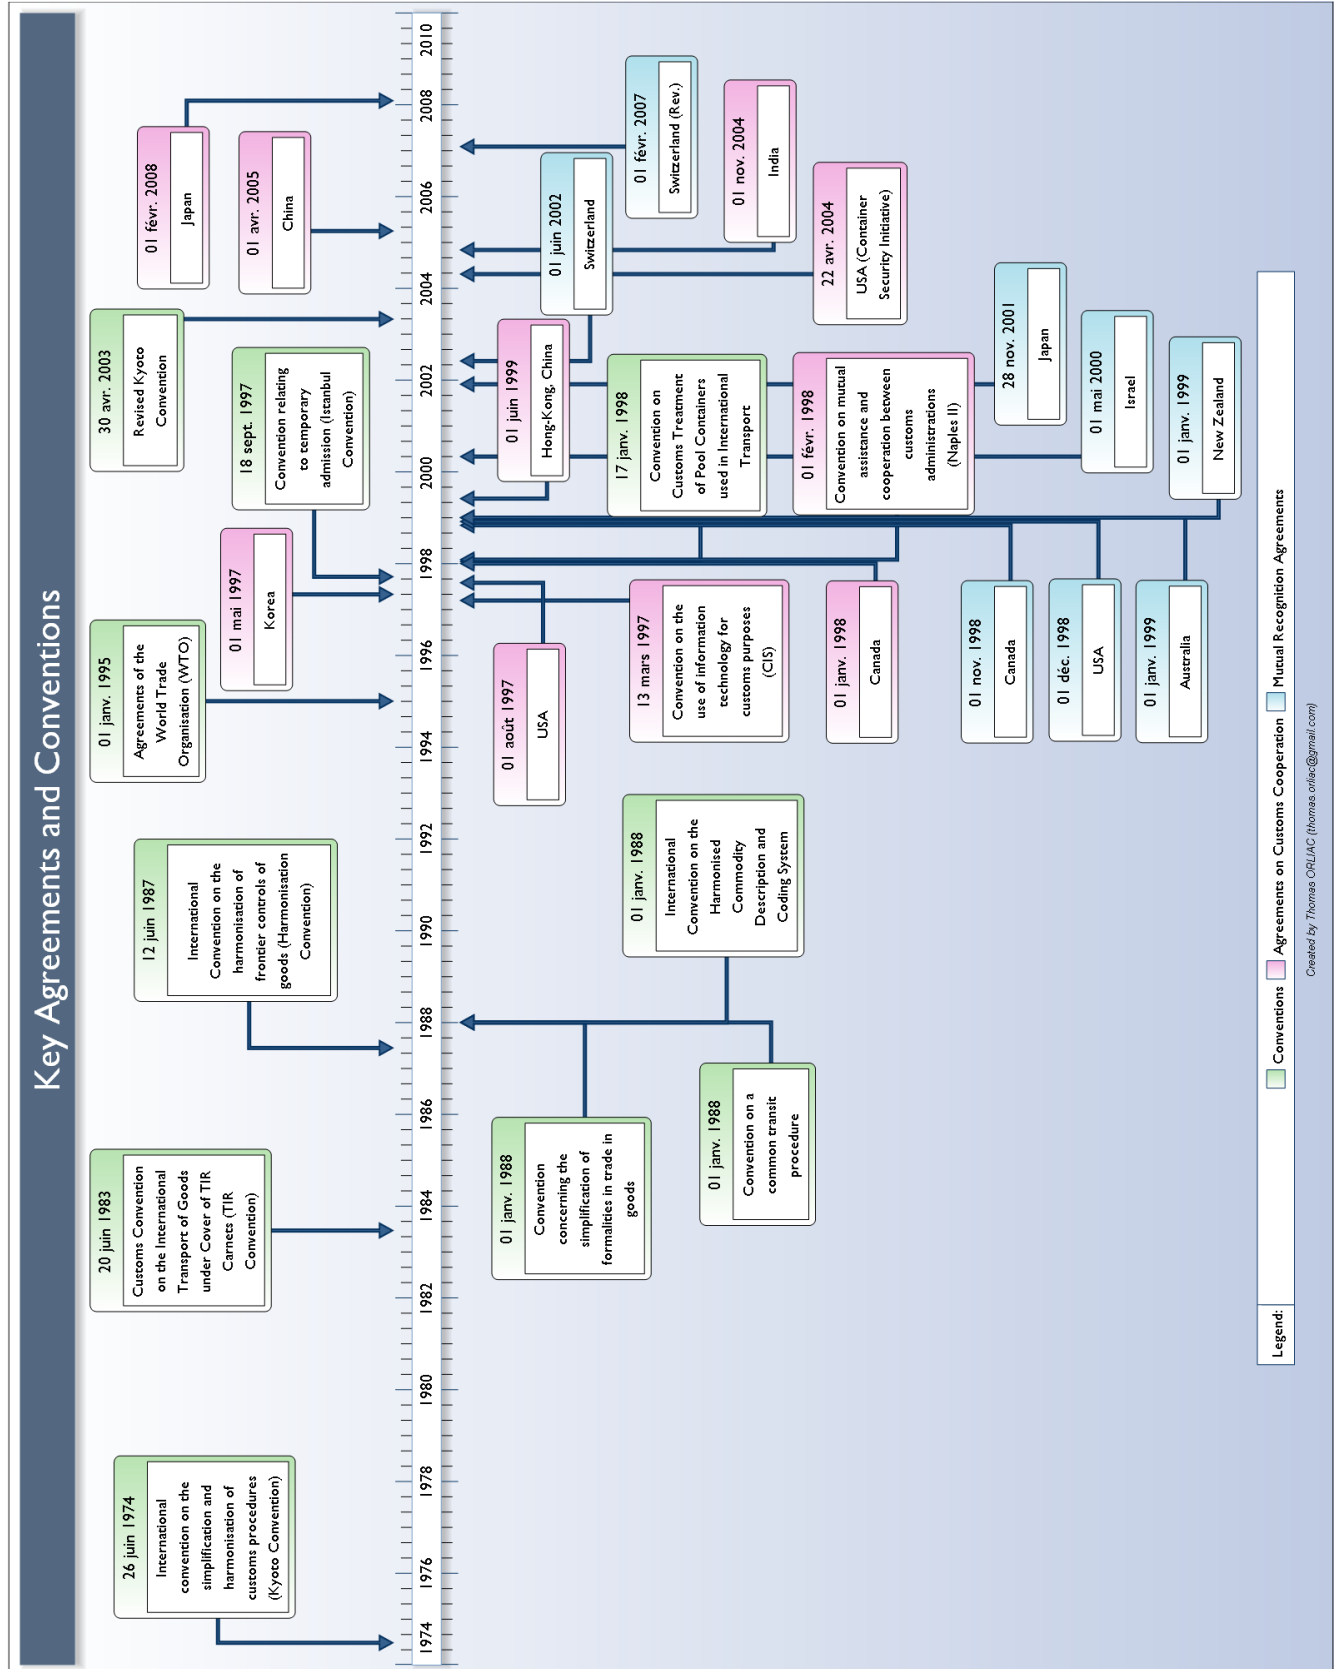 Key Agreements and Conventions
26 juin 1974
International
convention on the
simplification and
harmonisation of
customs procedures
(Kyoto Convention)
20 juin 1983
Customs Convention
on the International
Transport of Goods
under Cover of TIR
Carnets (TIR
Convention)
12 juin 1987
International
Convention on the
harmonisation of
frontier controls of
goods (Harmonisation
Convention)
01 janv. 1995
Agreements of the
World Trade
Organisation (WTO)
01 mai 1997
Korea
18 sept. 1997
Convention relating
to temporary
admission (Istanbul
Convention)
30 avr. 2003
Revised Kyoto
Convention
01 avr. 2005
China
01 févr. 2008
Japan
1974
1976
1978
1980
1982
1984
1986
1988
1990
1992
1994
1996
1998
2000
2002
2004
2006
2008
2010
01 janv. 1988
Convention
concerning the
simplification of
formalities in trade in
goods
01 janv. 1988
Convention on a
common transit
procedure
01 janv. 1988
International
Convention on the
Harmonised
Commodity
Description and
Coding System
01 août 1997
USA
13 mars 1997
Convention on the
use of information
technology for
customs purposes
(CIS)
01 janv. 1998
Canada
01 nov. 1998
Canada
01 déc. 1998
USA
01 janv. 1999
Australia
01 juin 1999
Hong-Kong, China
17 janv. 1998
Convention on
Customs Treatment
of Pool Containers
used in International
Transport
01 févr. 1998
Convention on mutual
assistance and
cooperation between
customs
administrations
(Naples II)
28 nov. 2001
Japan
01 mai 2000
Israel
01 janv. 1999
New Zealand
01 juin 2002
Switzerland
01 févr. 2007
Switzerland (Rev.)
01 nov. 2004
India
22 avr. 2004
USA (Container
Security Initiative)
Legend:
Conventions
Agreements on Customs Cooperation
Mutual Recognition Agreements
Created by Thomas ORLIAC (thomas.orliac@gmail.com)